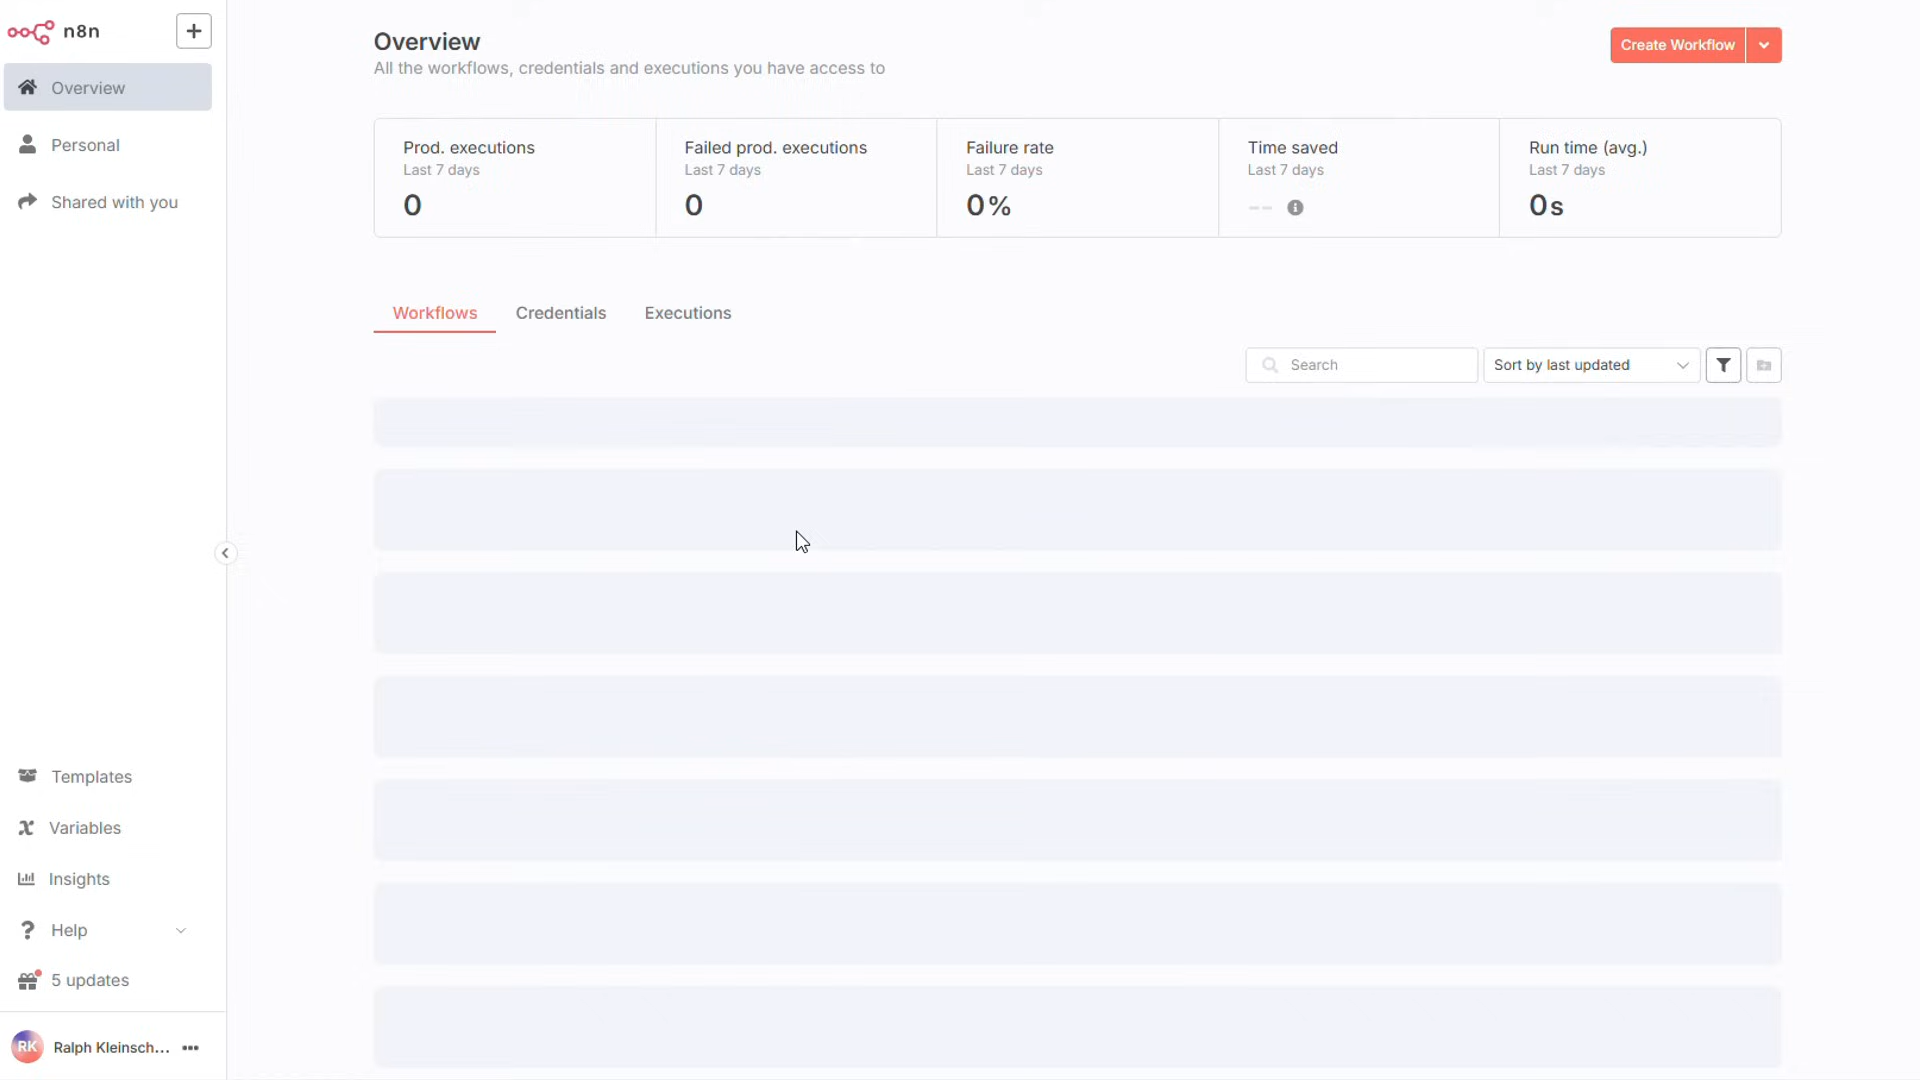 n8n
Overview
Personal
Shared with you
Templates
Variables
Insights
Help
5 updates
RK
Ralph Kleinsch...
Overview
All the workflows, credentials and executions you have access to
Create Workflow
Prod. executions
Last 7 days
0
Failed prod. executions
Last 7 days
0
Failure rate
Last 7 days
0%
Time saved
Last 7 days
--
Run time (avg.)
Last 7 days
0s
Workflows
Credentials
Executions
Search
Sort by last updated